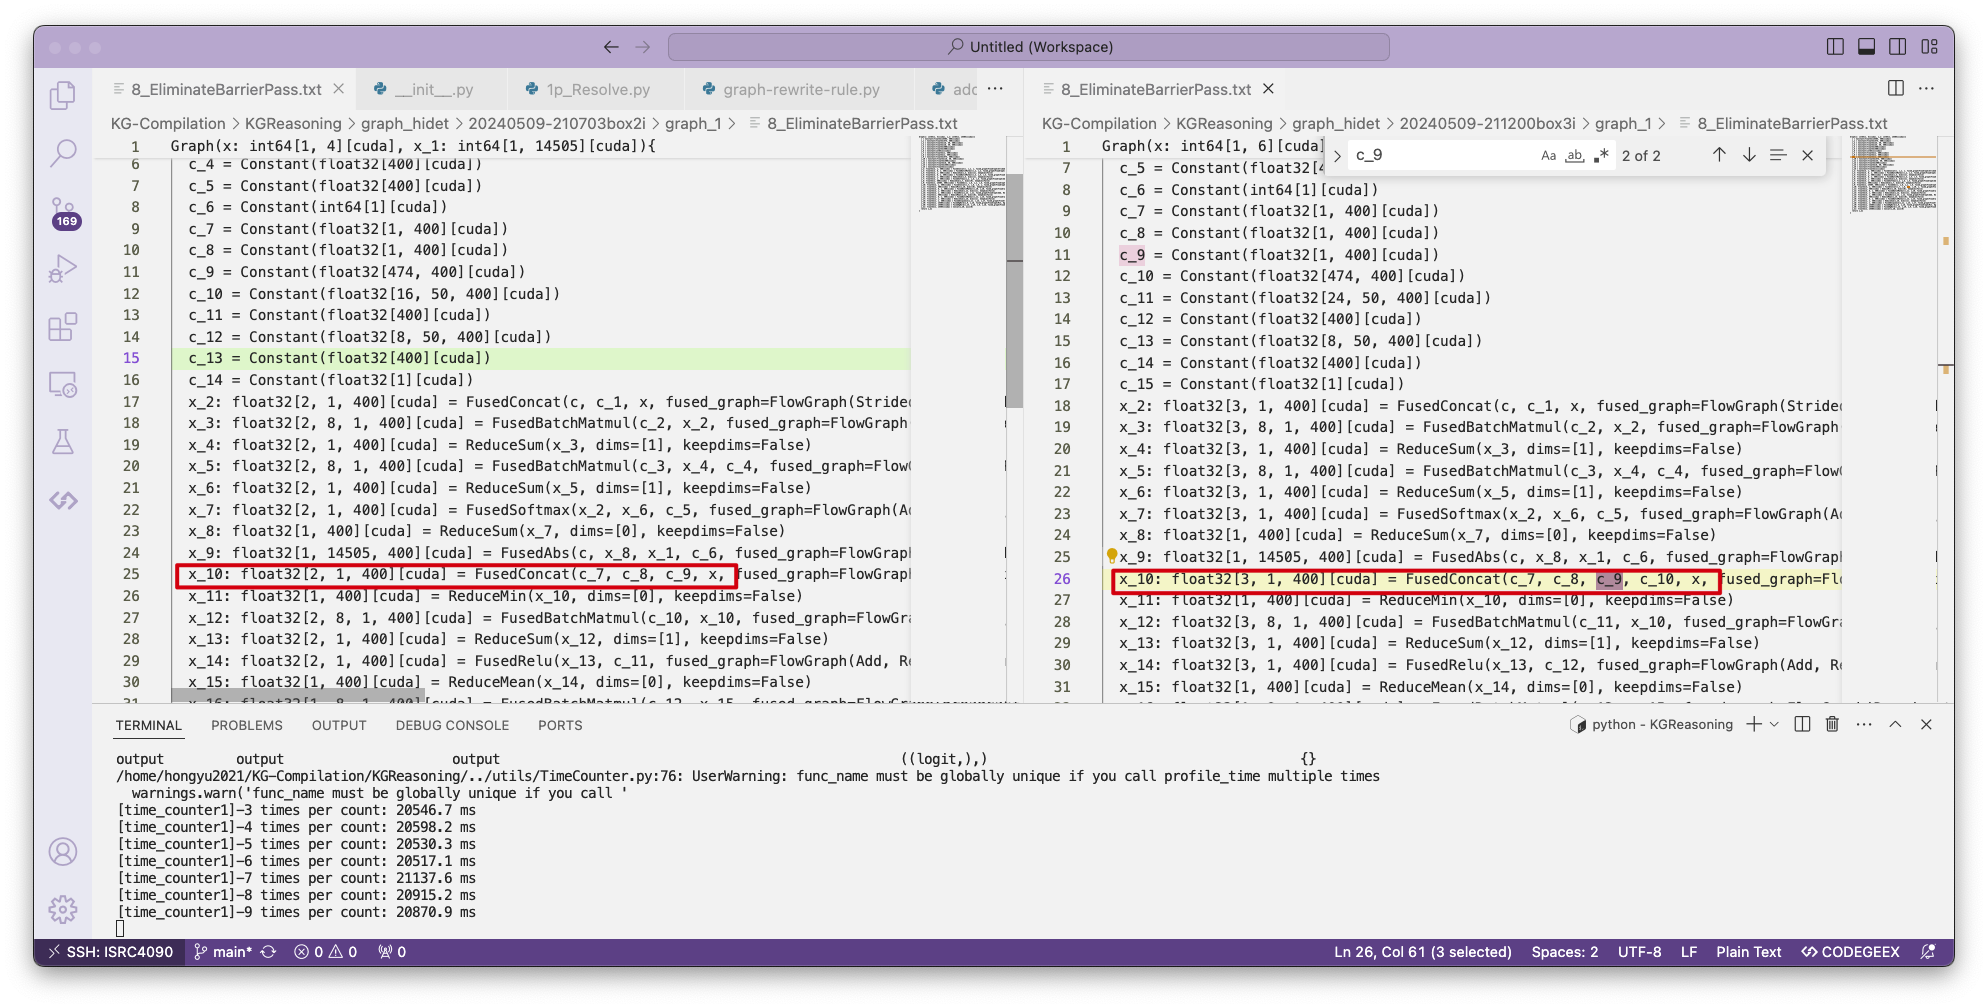 Untitled (Workspace)
8_EliminateBarrierPass.txt
__init__.py
1p_Resolve.py
graph-rewrite-rule.py
adc
8_EliminateBarrierPass.txt
KG-Compilation > KGReasoning > graph_hidet > 20240509-210703box2i > graph_1 > 8_EliminateBarrierPass.txt
1 Graph(x: int64[1, 4][cuda], x_1: int64[1, 14505][cuda]){
6 c_4 = Constant(float32[400][cuda])
7 c_5 = Constant(float32[400][cuda])
8 c_6 = Constant(int64[1][cuda])
9 c_7 = Constant(float32[1, 400][cuda])
10 c_8 = Constant(float32[1, 400][cuda])
11 c_9 = Constant(float32[474, 400][cuda])
12 c_10 = Constant(float32[16, 50, 400][cuda])
13 c_11 = Constant(float32[400][cuda])
14 c_12 = Constant(float32[8, 50, 400][cuda])
15 c_13 = Constant(float32[400][cuda])
16 c_14 = Constant(float32[1][cuda])
17 x_2: float32[2, 1, 400][cuda] = FusedConcat(c, c_1, x, fused_graph=FlowGraph(Stridec
18 x_3: float32[2, 8, 1, 400][cuda] = FusedBatchMatmul(c_2, x_2, fused_graph=FlowGraph(
19 x_4: float32[2, 1, 400][cuda] = ReduceSum(x_3, dims=[1], keepdims=False)
20 x_5: float32[2, 8, 1, 400][cuda] = FusedBatchMatmul(c_3, x_4, c_4, fused_graph=Flow
21 x_6: float32[2, 1, 400][cuda] = ReduceSum(x_5, dims=[1], keepdims=False)
22 x_7: float32[2, 1, 400][cuda] = FusedSoftmax(x_2, x_6, c_5, fused_graph=FlowGraph(A
23 x_8: float32[1, 400][cuda] = ReduceSum(x_7, dims=[0], keepdims=False)
24 x_9: float32[1, 14505, 400][cuda] = FusedAbs(c, x_8, x_1, c_6, fused_graph=FlowGrap
25 x_10: float32[2, 1, 400][cuda] = FusedConcat(c_7, c_8, c_9, x, fused_graph=FlowGrap
26 x_11: float32[1, 400][cuda] = ReduceMin(x_10, dims=[0], keepdims=False)
27 x_12: float32[2, 8, 1, 400][cuda] = FusedBatchMatmul(c_10, x_10, fused_graph=FlowGra
28 x_13: float32[2, 1, 400][cuda] = ReduceSum(x_12, dims=[1], keepdims=False)
29 x_14: float32[2, 1, 400][cuda] = FusedRelu(x_13, c_11, fused_graph=FlowGraph(Add, R
30 x_15: float32[1, 400][cuda] = ReduceMean(x_14, dims=[0], keepdims=False)
KG-Compilation > KGReasoning > graph_hidet > 20240509-211200box3i > graph_1 > 8_EliminateBarrierPass.txt
c_9
Aa ab .* 2 of 2
1 Graph(x: int64[1, 6][cuda]
7 c_5 = Constant(float32[4
8 c_6 = Constant(int64[1][cuda])
9 c_7 = Constant(float32[1, 400][cuda])
10 c_8 = Constant(float32[1, 400][cuda])
11 c_9 = Constant(float32[1, 400][cuda])
12 c_10 = Constant(float32[474, 400][cuda])
13 c_11 = Constant(float32[24, 50, 400][cuda])
14 c_12 = Constant(float32[400][cuda])
15 c_13 = Constant(float32[8, 50, 400][cuda])
16 c_14 = Constant(float32[400][cuda])
17 c_15 = Constant(float32[1][cuda])
18 x_2: float32[3, 1, 400][cuda] = FusedConcat(c, c_1, x, fused_graph=FlowGraph(Stridec
19 x_3: float32[3, 8, 1, 400][cuda] = FusedBatchMatmul(c_2, x_2, fused_graph=FlowGraph(
20 x_4: float32[3, 1, 400][cuda] = ReduceSum(x_3, dims=[1], keepdims=False)
21 x_5: float32[3, 8, 1, 400][cuda] = FusedBatchMatmul(c_3, x_4, c_4, fused_graph=Flow
22 x_6: float32[3, 1, 400][cuda] = ReduceSum(x_5, dims=[1], keepdims=False)
23 x_7: float32[3, 1, 400][cuda] = FusedSoftmax(x_2, x_6, c_5, fused_graph=FlowGraph(A
24 x_8: float32[1, 400][cuda] = ReduceSum(x_7, dims=[0], keepdims=False)
25 x_9: float32[1, 14505, 400][cuda] = FusedAbs(c, x_8, x_1, c_6, fused_graph=FlowGrap
26 x_10: float32[3, 1, 400][cuda] = FusedConcat(c_7, c_8, c_9, c_10, x, fused_graph=Flo
27 x_11: float32[1, 400][cuda] = ReduceMin(x_10, dims=[0], keepdims=False)
28 x_12: float32[3, 8, 1, 400][cuda] = FusedBatchMatmul(c_11, x_10, fused_graph=FlowGra
29 x_13: float32[3, 1, 400][cuda] = ReduceSum(x_12, dims=[1], keepdims=False)
30 x_14: float32[3, 1, 400][cuda] = FusedRelu(x_13, c_12, fused_graph=FlowGraph(Add, R
31 x_15: float32[1, 400][cuda] = ReduceMean(x_14, dims=[0], keepdims=False)
169
TERMINAL PROBLEMS OUTPUT DEBUG CONSOLE PORTS
python - KGReasoning
output output output ((logit,),) {}
/home/hongyu2021/KG-Compilation/KGReasoning/../utils/TimeCounter.py:76: UserWarning: func_name must be globally unique if you call profile_time multiple times
warnings.warn('func_name must be globally unique if you call '
[time_counter1]-3 times per count: 20546.7 ms
[time_counter1]-4 times per count: 20598.2 ms
[time_counter1]-5 times per count: 20530.3 ms
[time_counter1]-6 times per count: 20517.1 ms
[time_counter1]-7 times per count: 21137.6 ms
[time_counter1]-8 times per count: 20915.2 ms
[time_counter1]-9 times per count: 20870.9 ms
SSH: ISRC4090 main* 0 0 0
Ln 26, Col 61 (3 selected) Spaces: 2 UTF-8 LF Plain Text CODEGEEX